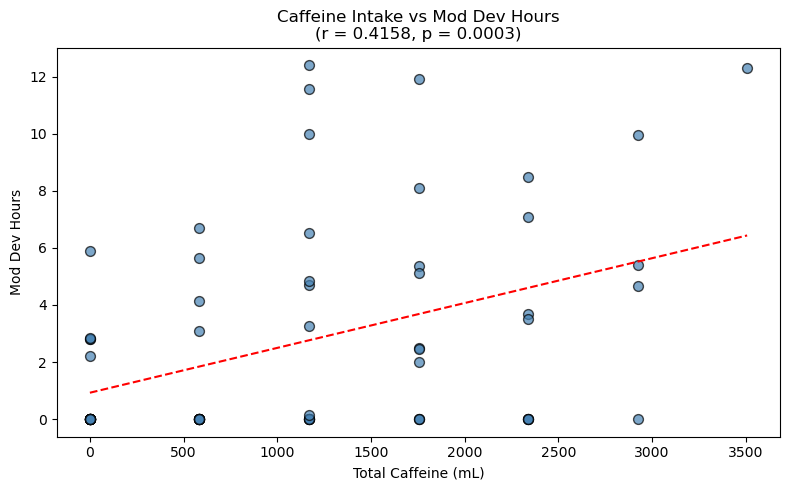 Caffeine Intake vs Mod Dev Hours
(r = 0.4158, p = 0.0003)
12
10
8
6
4
2
0
Mod Dev Hours
0 500 1000 1500 2000 2500 3000 3500
Total Caffeine (mL)